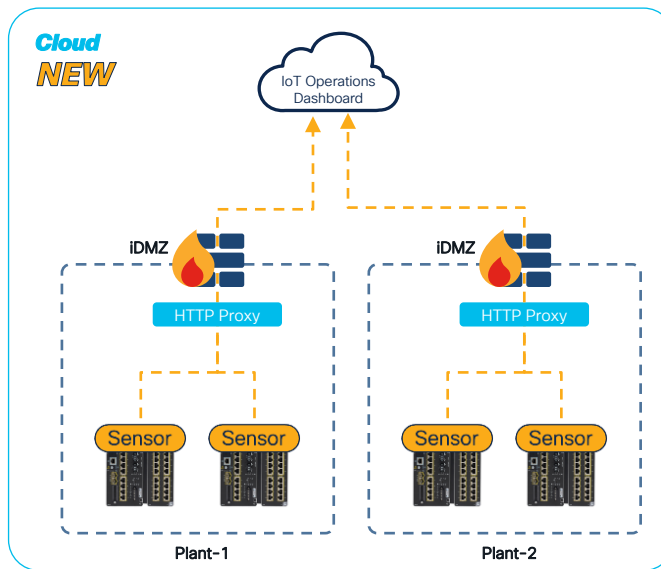 Cloud
NEW
IoT Operations
Dashboard
iDMZ
iDMZ
HTTP Proxy
HTTP Proxy
Sensor
Sensor
Sensor
Sensor
Plant-1
Plant-2